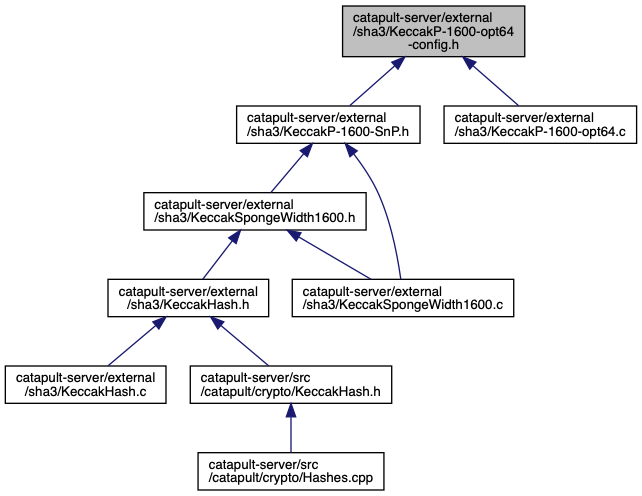 catapult-server/external
/sha3/KeccakP-1600-opt64
-config.h
catapult-server/external
/sha3/KeccakP-1600-SnP.h
catapult-server/external
/sha3/KeccakP-1600-opt64.c
catapult-server/external
/sha3/KeccakSpongeWidth1600.h
catapult-server/external
/sha3/KeccakHash.h
catapult-server/external
/sha3/KeccakSpongeWidth1600.c
catapult-server/external
/sha3/KeccakHash.c
catapult-server/src
/catapult/crypto/KeccakHash.h
catapult-server/src
/catapult/crypto/Hashes.cpp